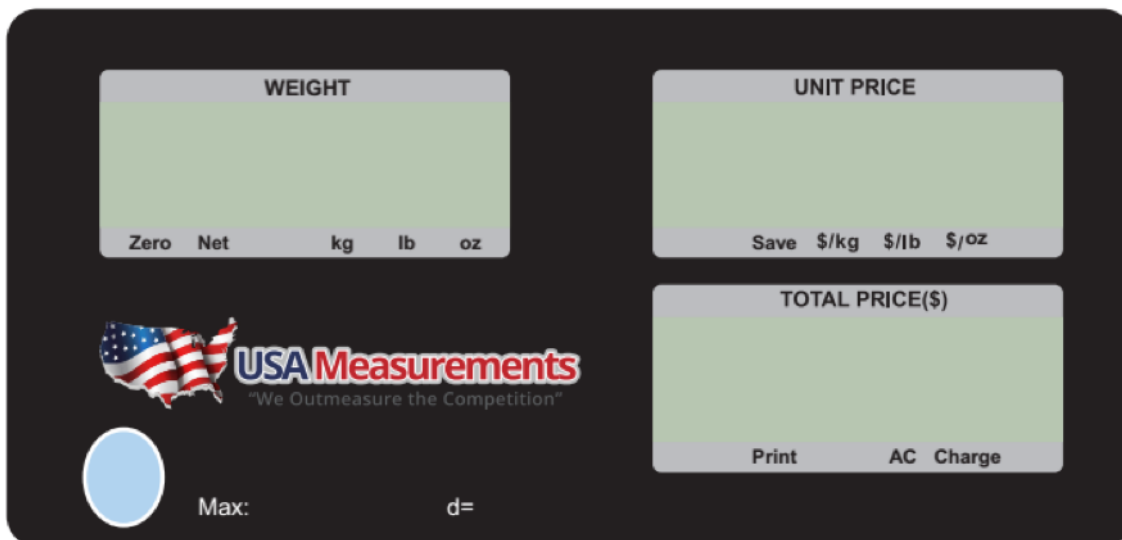 WEIGHT
Zero Net kg lb oz
UNIT PRICE
Save $/kg $/lb $/oz
TOTAL PRICE($)
Print AC Charge
USA Measurements
"We Outmeasure the Competition"
Max: d=